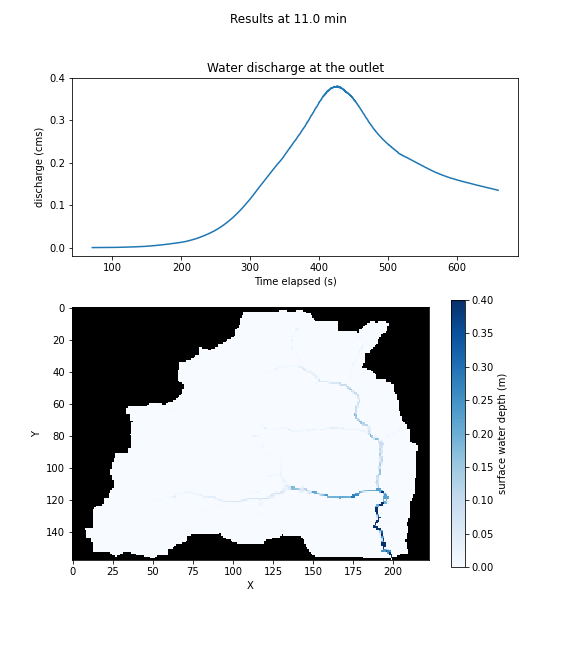 Results at 11.0 min
Water discharge at the outlet
0.4
0.3
0.2
0.1
0.0
discharge (cms)
100 200 300 400 500 600
Time elapsed (s)
0
20
40
60
80
100
120
140
Y
0 25 50 75 100 125 150 175 200
X
0.40
0.35
0.30
0.25
0.20
0.15
0.10
0.05
0.00
surface water depth (m)